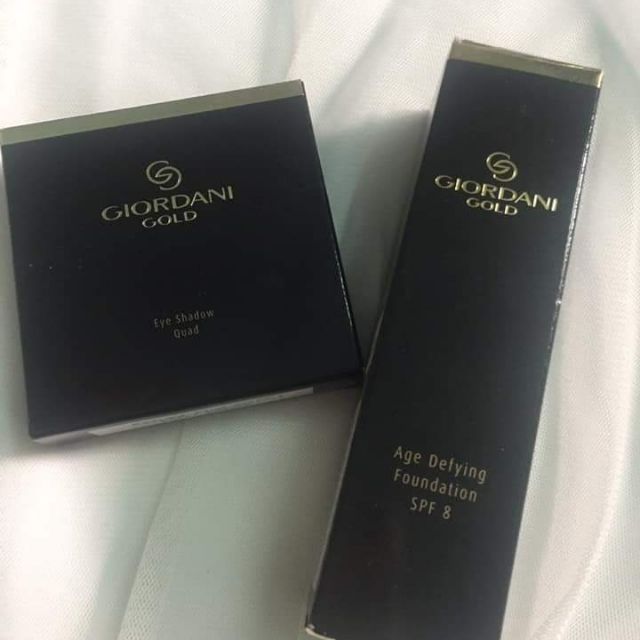 GIORDANI
GOLD
Eye Shadow
Quad
GIORDANI
GOLD
Age Defying
Foundation
SPF 8